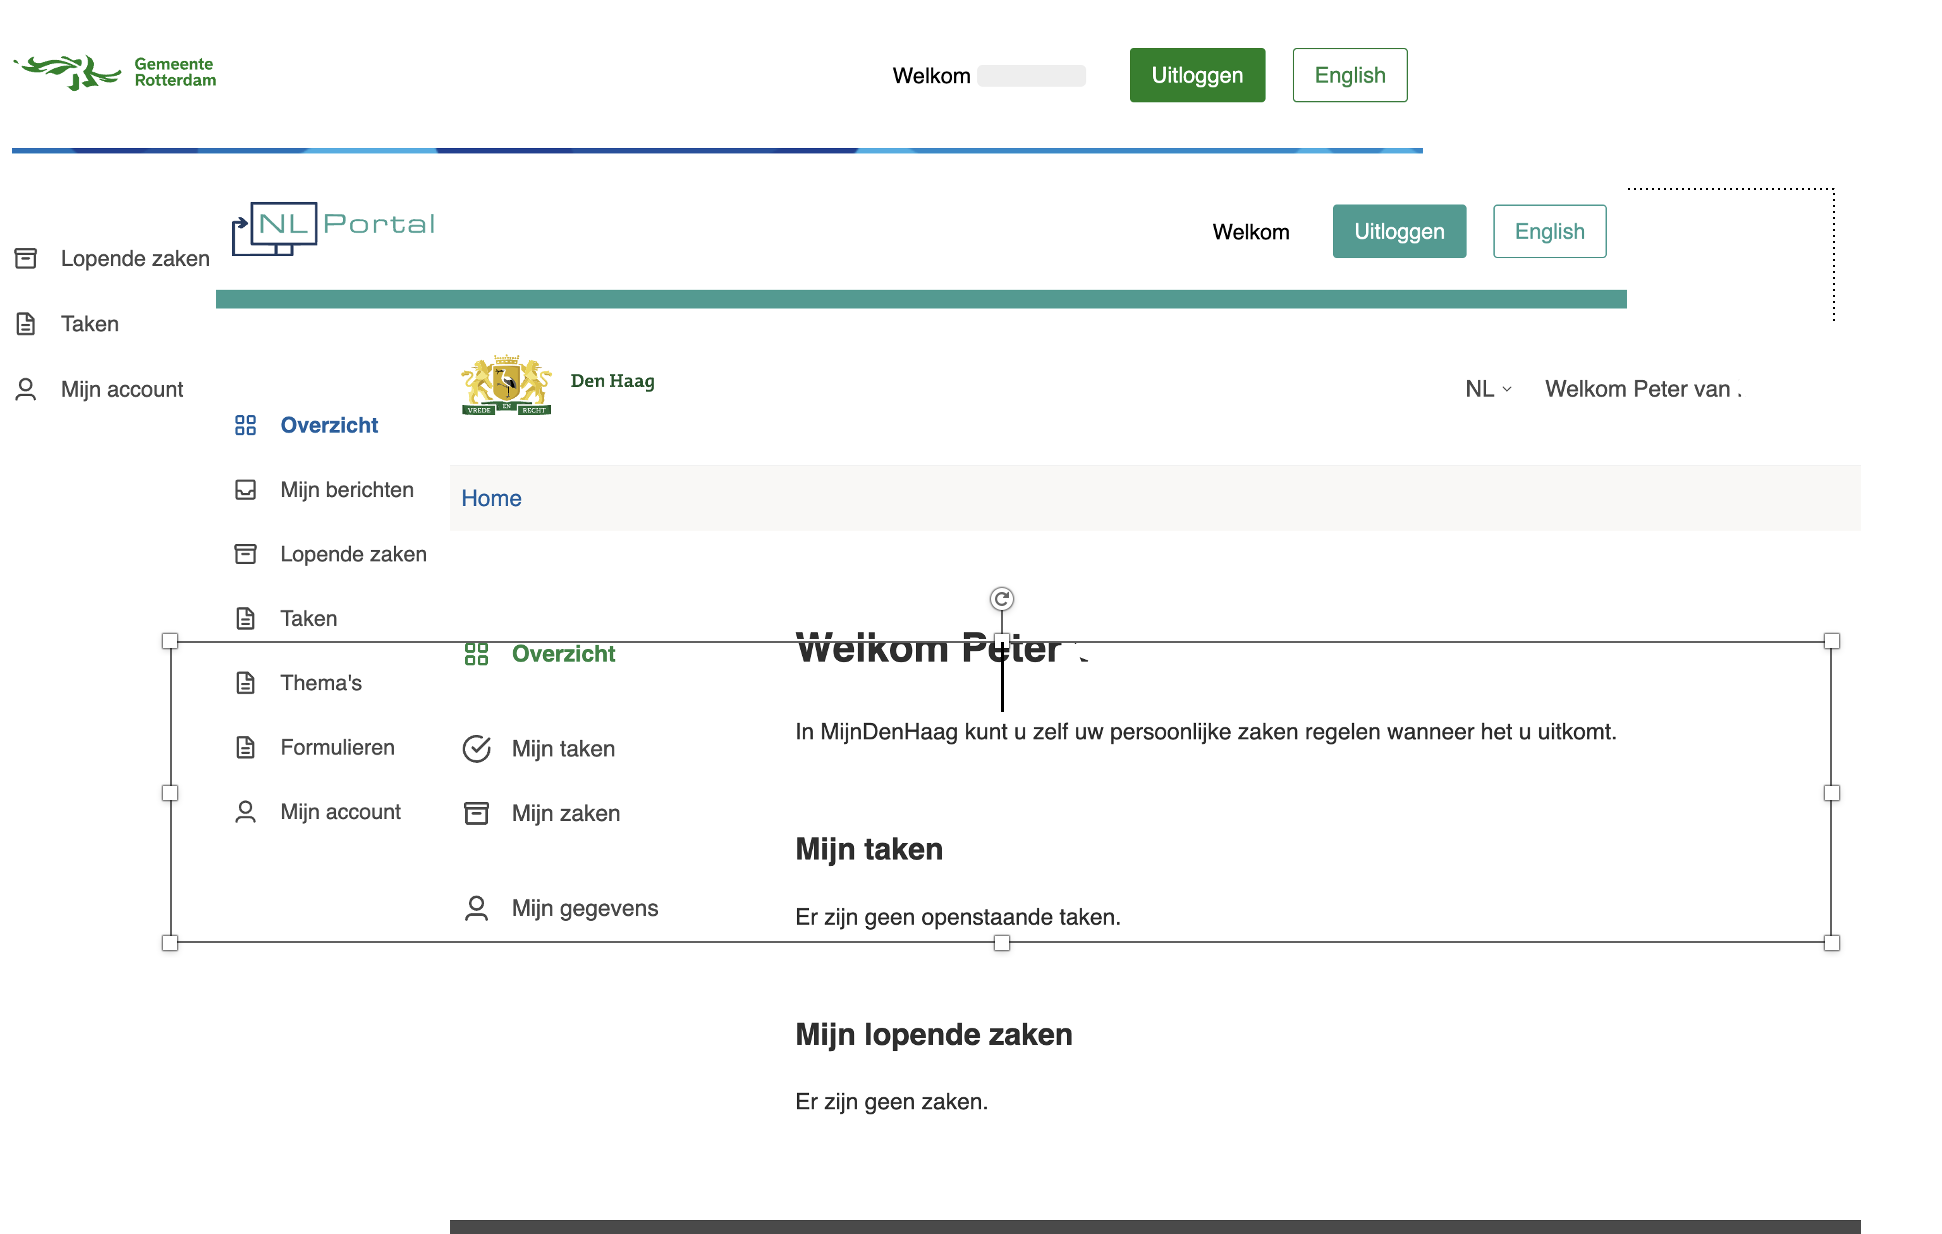 Gemeente
Rotterdam
Welkom
Uitloggen
English
Lopende zaken
Taken
Mijn account
NL Portal
Welkom
Uitloggen
English
Overzicht
Mijn berichten
Lopende zaken
Taken
Thema's
Formulieren
Mijn account
VREDE EN RECHT
Den Haag
NL
Welkom Peter van
Home
Overzicht
Mijn taken
Mijn zaken
Mijn gegevens
Welkom Peter
In MijnDenHaag kunt u zelf uw persoonlijke zaken regelen wanneer het u uitkomt.
Mijn taken
Er zijn geen openstaande taken.
Mijn lopende zaken
Er zijn geen zaken.